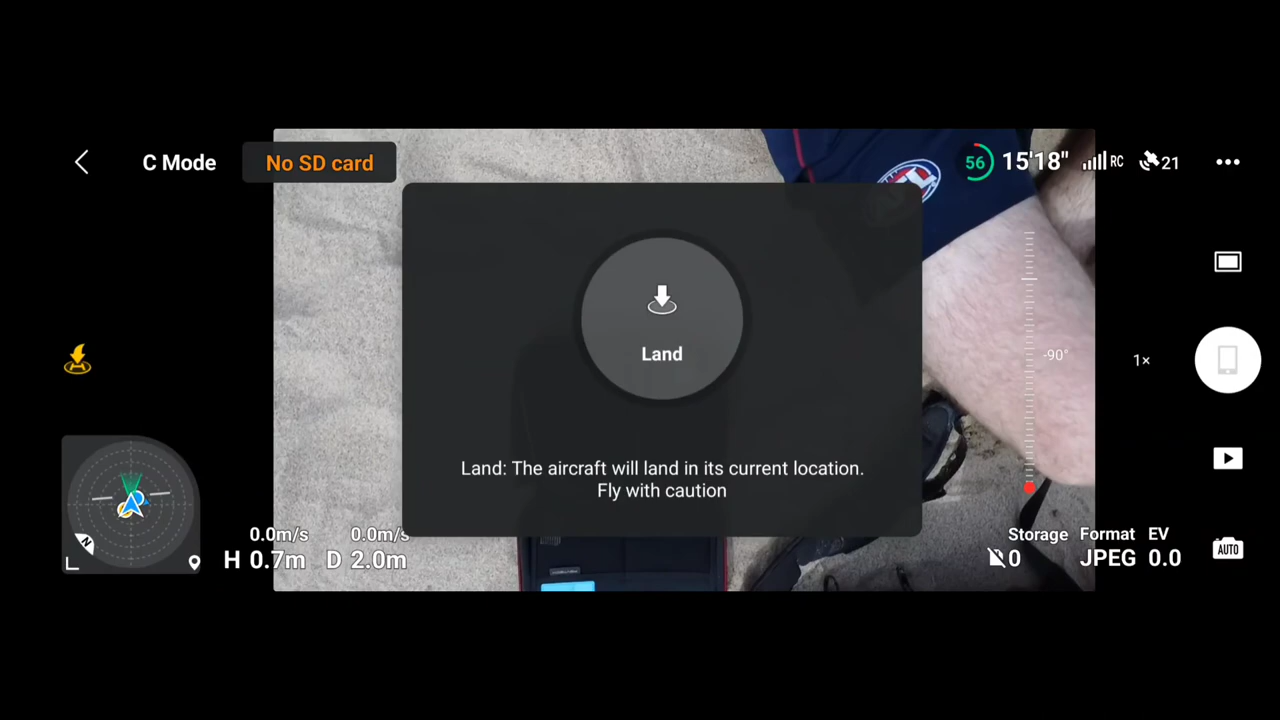 C Mode
No SD card
56
15'18"
RC
21
Land
-90°
1×
Land: The aircraft will land in its current location.
Fly with caution
N
0.0m/s
0.0m/s
H 0.7m
D 2.0m
Storage
Format
EV
0
JPEG
0.0
AUTO